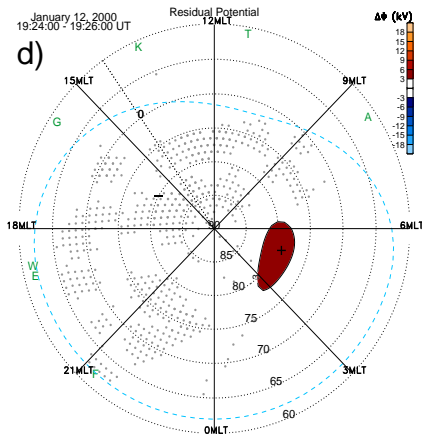 January 12, 2000
19:24:00 - 19:26:00 UT
Residual Potential
ΔΦ (kV)
d)
12MLT
K
T
15MLT
9MLT
G
A
0
18
15
12
9
6
3
-3
-6
-9
-12
-15
-18
18MLT
90
6MLT
+
85
W
E
80
3
75
70
65
60
21MLT
F
3MLT
0MLT